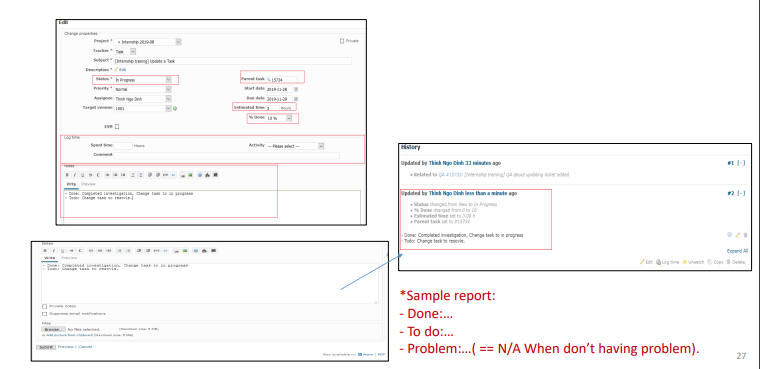 Edit
Change properties
Project * » Internship 2019-08
Private
Tracker * Task
Subject * [Internship training] Update a Task
Description * Edit
Status * In Progress
Parent task 15734
Priority * Normal
Start date 2019-11-28
Assignee Thinh Ngo Dinh
Due date 2019-11-29
Target version 1001
Estimated time 3 Hours
% Done 10 %
Log time
Spent time Hours
Activity --- Please select ---
Comment
Notes
Write Preview
- Done: Completed investigation, Change task to in progress
- Todo: Change task to resovle.
Notes
Write Preview
- Done: Completed investigation, Change task to in progress
- Todo: Change task to resovle.
Private notes
Suppress email notifications
Files
Browse... No files selected. (Maximum size: 5 MB)
Add picture from clipboard (Maximum size: 5 MB)
Submit Preview | Cancel
Also available in: Atom | PDF
History
Updated by Thinh Ngo Dinh 33 minutes ago #1 [-]
Related to QA #15733: [Internship training] QA about updating ticket added
Updated by Thinh Ngo Dinh less than a minute ago #2 [-]
Status changed from New to In Progress
% Done changed from 0 to 10
Estimated time set to 3.00 h
Parent task set to #15734
- Done: Completed investigation, Change task to in progress
- Todo: Change task to resovle.
Expand All
Edit Log time Unwatch Copy Delete
*Sample report:
- Done:...
- To do:...
- Problem:...( == N/A When don't having problem).
27